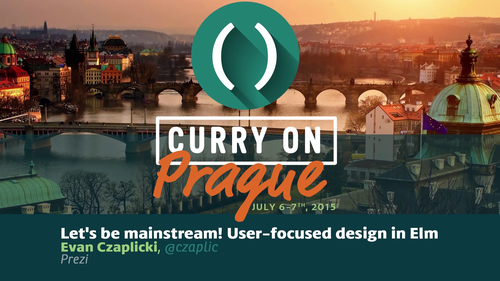 ( )
CURRY ON
Prague
JULY 6-7TH, 2015
Let's be mainstream! User-focused design in Elm
Evan Czaplicki, @czaplic
Prezi